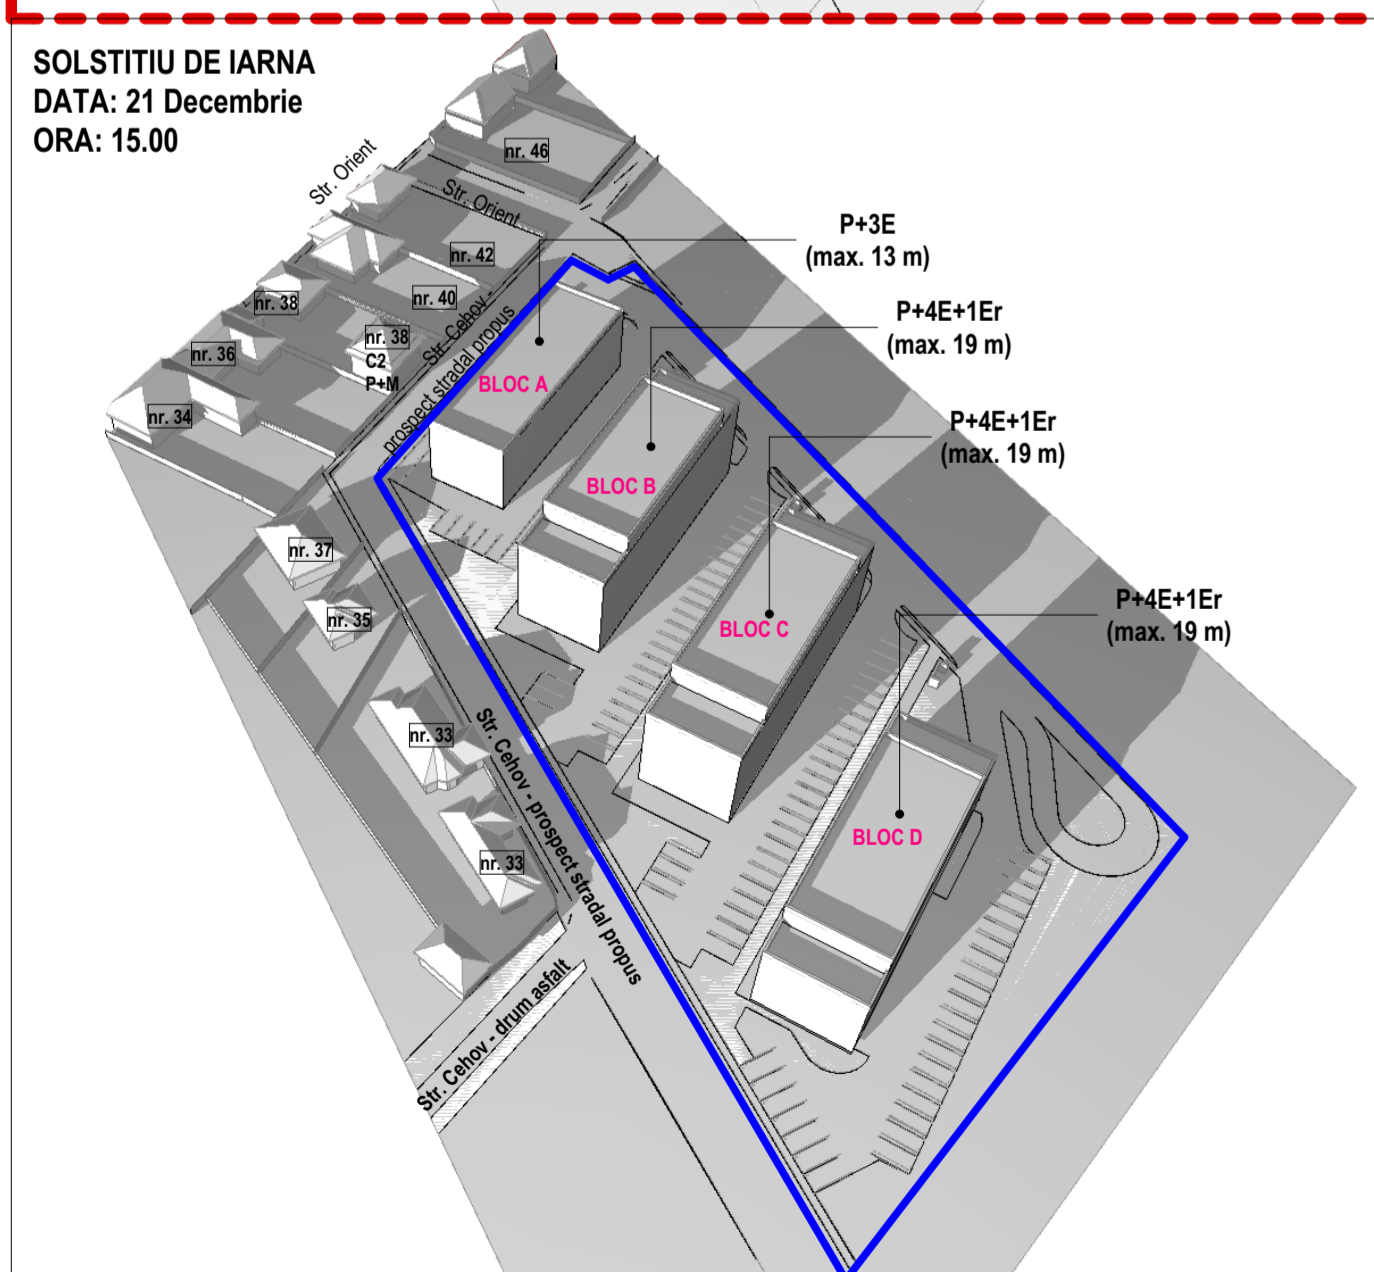 SOLSTITIU DE IARNA
DATA: 21 Decembrie
ORA: 15.00
Str. Orient
nr. 46
Str. Orient
nr. 42
nr. 40
nr. 38
nr. 38
C2
P+M
nr. 36
nr. 34
Str. Cehov -
prospect stradal propus
P+3E
(max. 13 m)
P+4E+1Er
(max. 19 m)
P+4E+1Er
(max. 19 m)
P+4E+1Er
(max. 19 m)
BLOC A
BLOC B
BLOC C
BLOC D
nr. 37
nr. 35
nr. 33
nr. 33
Str. Cehov - prospect stradal propus
Str. Cehov - drum asfalt